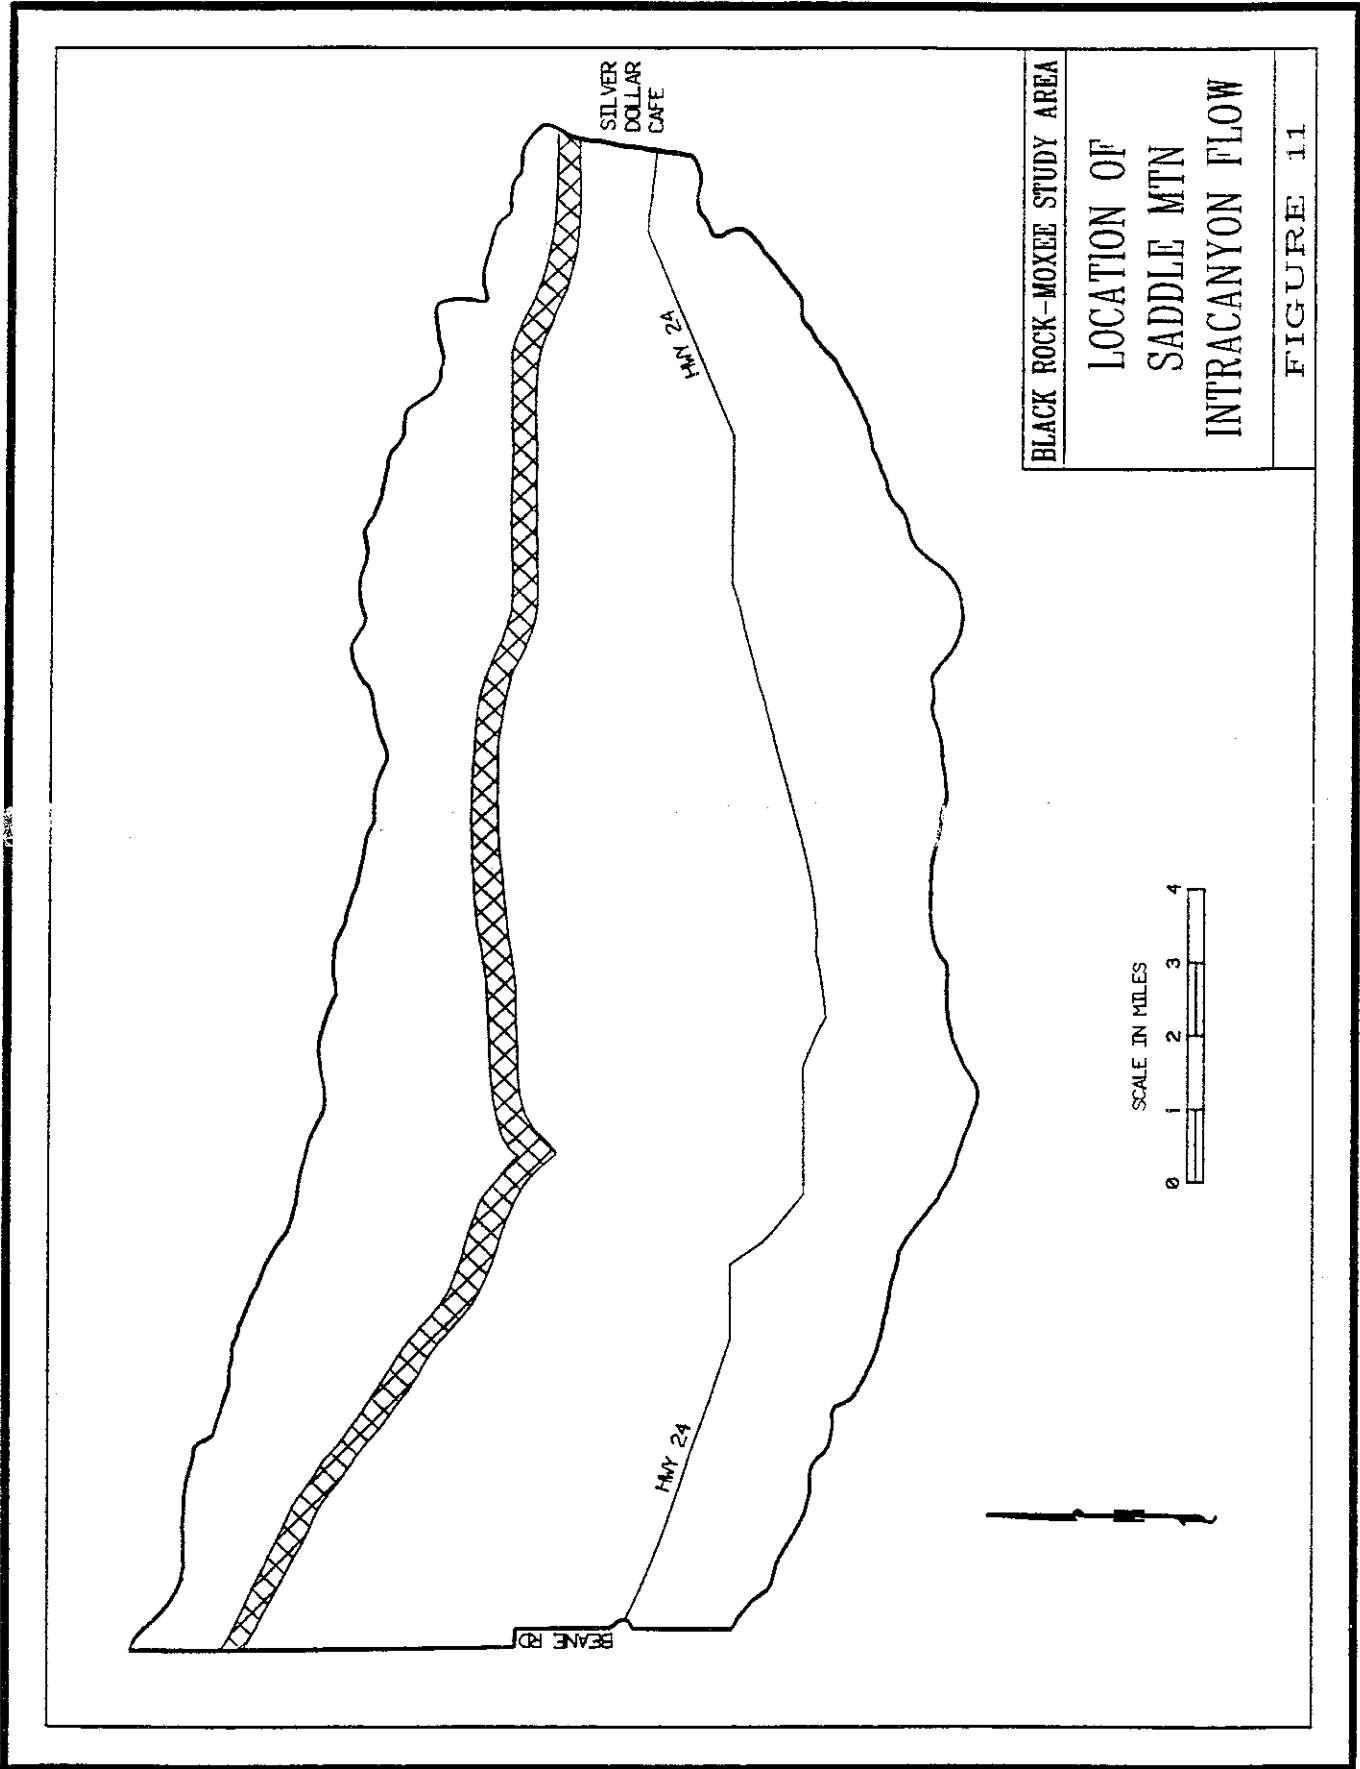 SILVER
DOLLAR
CAFE
HWY 24
HWY 24
BEANE RD
SCALE IN MILES
0 1 2 3 4
N
BLACK ROCK-MOXEE STUDY AREA
LOCATION OF
SADDLE MTN
INTRACANYON FLOW
FIGURE 11